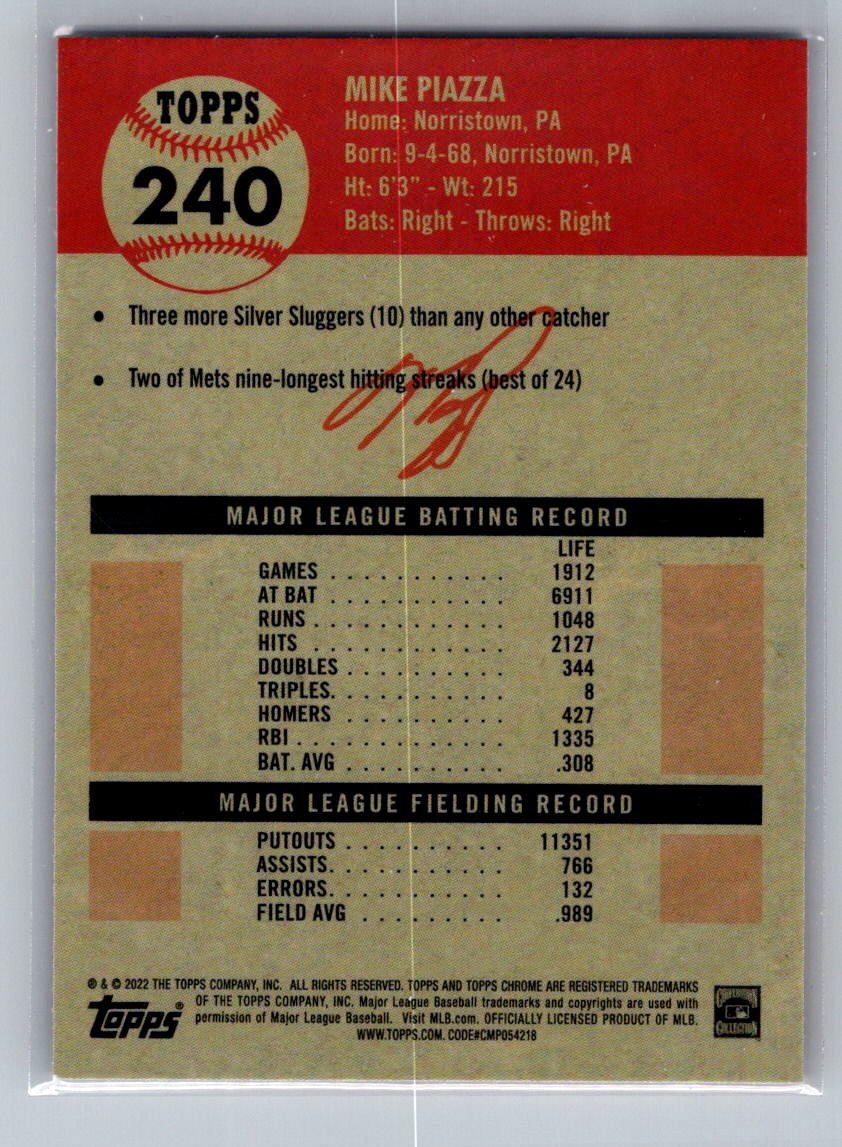 TOPPS
240
MIKE PIAZZA
Home: Norristown, PA
Born: 9-4-68, Norristown, PA
Ht: 6'3" - Wt: 215
Bats: Right - Throws: Right
• Three more Silver Sluggers (10) than any other catcher
• Two of Mets nine-longest hitting streaks (best of 24)
MAJOR LEAGUE BATTING RECORD
LIFE
GAMES . . . . . . . . . . . 1912
AT BAT . . . . . . . . . . . 6911
RUNS . . . . . . . . . . . . 1048
HITS . . . . . . . . . . . . 2127
DOUBLES . . . . . . . . . . 344
TRIPLES. . . . . . . . . . . 8
HOMERS . . . . . . . . . . 427
RBI . . . . . . . . . . . . . 1335
BAT. AVG . . . . . . . . . . .308
MAJOR LEAGUE FIELDING RECORD
PUTOUTS . . . . . . . . . . 11351
ASSISTS. . . . . . . . . . . 766
ERRORS. . . . . . . . . . . 132
FIELD AVG . . . . . . . . . .989
® & © 2022 THE TOPPS COMPANY, INC. ALL RIGHTS RESERVED. TOPPS AND TOPPS CHROME ARE REGISTERED TRADEMARKS
OF THE TOPPS COMPANY, INC. Major League Baseball trademarks and copyrights are used with
permission of Major League Baseball. Visit MLB.com. OFFICIALLY LICENSED PRODUCT OF MLB.
WWW.TOPPS.COM. CODE#CMP054218
Topps®
COOPERSTOWN
COLLECTION